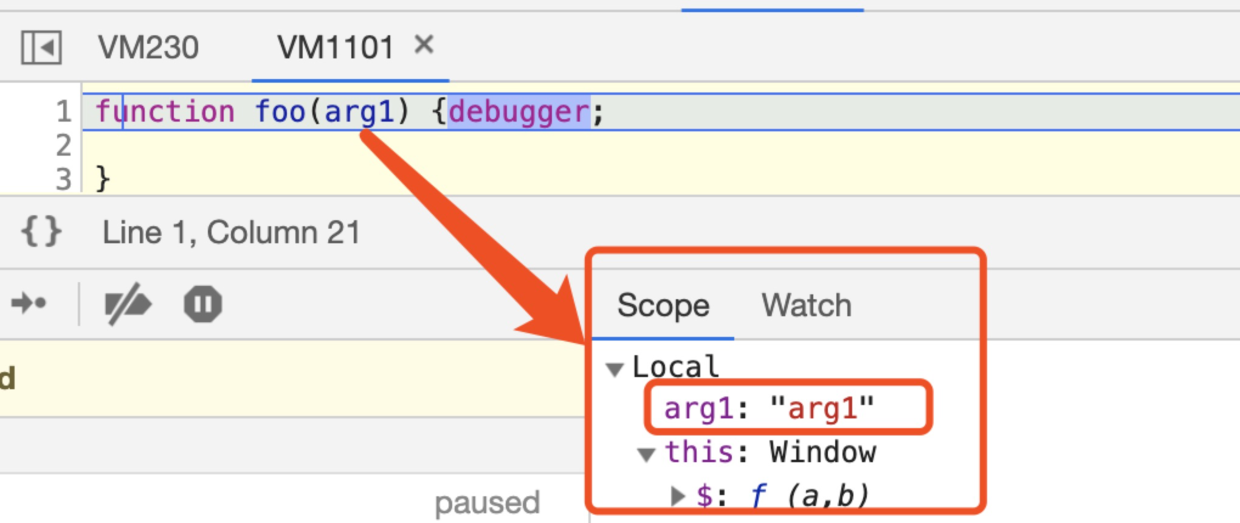 VM230 VM1101 ×
1 function foo(arg1) {debugger;
2
3 }
{} Line 1, Column 21
Scope Watch
d
Local
arg1: "arg1"
this: Window
paused
$: f (a,b)